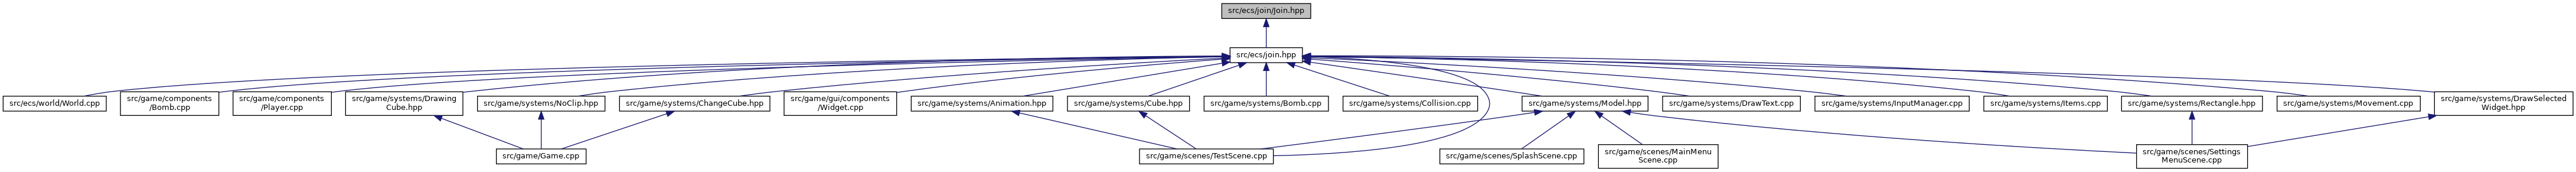 src/ecs/join/Join.hpp
src/ecs/join.hpp
src/ecs/world/World.cpp
src/game/components
/Bomb.cpp
src/game/components
/Player.cpp
src/game/systems/Drawing
Cube.hpp
src/game/systems/NoClip.hpp
src/game/systems/ChangeCube.hpp
src/game/gui/components
/Widget.cpp
src/game/systems/Animation.hpp
src/game/systems/Cube.hpp
src/game/systems/Bomb.cpp
src/game/systems/Collision.cpp
src/game/systems/Model.hpp
src/game/systems/DrawText.cpp
src/game/systems/InputManager.cpp
src/game/systems/Items.cpp
src/game/systems/Rectangle.hpp
src/game/systems/Movement.cpp
src/game/systems/DrawSelected
Widget.hpp
src/game/Game.cpp
src/game/scenes/TestScene.cpp
src/game/scenes/SplashScene.cpp
src/game/scenes/MainMenu
Scene.cpp
src/game/scenes/Settings
MenuScene.cpp